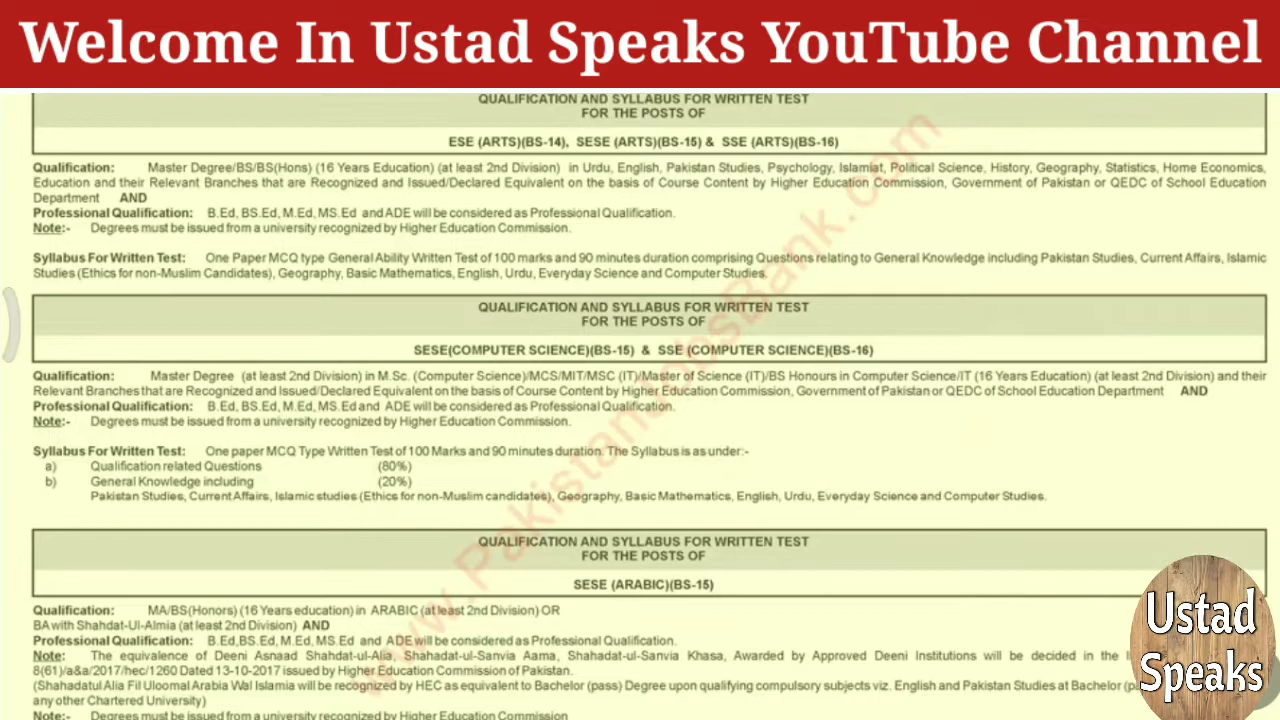 Welcome In Ustad Speaks YouTube Channel
QUALIFICATION AND SYLLABUS FOR WRITTEN TEST
FOR THE POSTS OF
ESE (ARTS)(BS-14), SESE (ARTS)(BS-15) & SSE (ARTS)(BS-16)
Qualification: Master Degree/BS/BS(Hons) (16 Years Education) (at least 2nd Division) in Urdu, English, Pakistan Studies, Psychology, Islamiat, Political Science, History, Geography, Statistics, Home Economics,
Education and their Relevant Branches that are Recognized and Issued/Declared Equivalent on the basis of Course Content by Higher Education Commission, Government of Pakistan or QEDC of School Education
Department AND
Professional Qualification: B.Ed, BS.Ed, M.Ed, MS.Ed and ADE will be considered as Professional Qualification.
Note:- Degrees must be issued from a university recognized by Higher Education Commission.
Syllabus For Written Test: One Paper MCQ type General Ability Written Test of 100 marks and 90 minutes duration comprising Questions relating to General Knowledge including Pakistan Studies, Current Affairs, Islamic
Studies (Ethics for non-Muslim Candidates), Geography, Basic Mathematics, English, Urdu, Everyday Science and Computer Studies.
QUALIFICATION AND SYLLABUS FOR WRITTEN TEST
FOR THE POSTS OF
SESE(COMPUTER SCIENCE)(BS-15) & SSE (COMPUTER SCIENCE)(BS-16)
Qualification: Master Degree (at least 2nd Division) in M.Sc. (Computer Science)/MCS/MIT/MSC (IT)/Master of Science (IT)/BS Honours in Computer Science/IT (16 Years Education) (at least 2nd Division) and their
Relevant Branches that are Recognized and Issued/Declared Equivalent on the basis of Course Content by Higher Education Commission, Government of Pakistan or QEDC of School Education Department AND
Professional Qualification: B.Ed, BS.Ed, M.Ed, MS.Ed and ADE will be considered as Professional Qualification.
Note:- Degrees must be issued from a university recognized by Higher Education Commission.
Syllabus For Written Test: One paper MCQ Type Written Test of 100 Marks and 90 minutes duration. The Syllabus is as under:-
a) Qualification related Questions (80%)
b) General Knowledge including (20%)
Pakistan Studies, Current Affairs, Islamic studies (Ethics for non-Muslim candidates), Geography, Basic Mathematics, English, Urdu, Everyday Science and Computer Studies.
QUALIFICATION AND SYLLABUS FOR WRITTEN TEST
FOR THE POSTS OF
SESE (ARABIC)(BS-15)
Qualification: MA/BS(Honors) (16 Years education) in ARABIC (at least 2nd Division) OR
BA with Shahdat-Ul-Almia (at least 2nd Division) AND
Professional Qualification: B.Ed,BS.Ed, M.Ed, MS.Ed and ADE will be considered as Professional Qualification.
Note: The equivalence of Deeni Asnaad Shahdat-ul-Alia, Shahadat-ul-Sanvia Aama, Shahadat-ul-Sanvia Khasa, Awarded by Approved Deeni Institutions will be decided in the
8(61)/a&a/2017/hec/1260 Dated 13-10-2017 issued by Higher Education Commission of Pakistan.
(Shahadatul Alia Fil Uloomal Arabia Wal Islamia will be recognized by HEC as equivalent to Bachelor (pass) Degree upon qualifying compulsory subjects viz. English and Pakistan Studies at Bachelor
any other Chartered University)
Note:- Degrees must be issued from a university recognized by Higher Education Commission
www.PakistanJobsBank.com
Ustad
Speaks